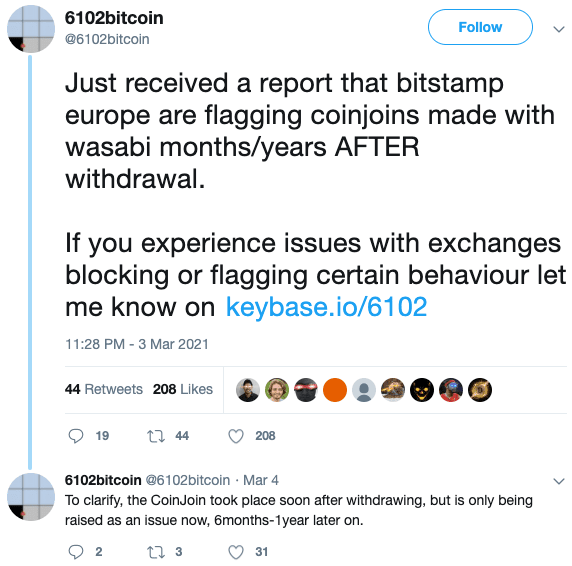 6102bitcoin
@6102bitcoin
Follow
Just received a report that bitstamp
europe are flagging coinjoins made with
wasabi months/years AFTER
withdrawal.
If you experience issues with exchanges
blocking or flagging certain behaviour let
me know on keybase.io/6102
11:28 PM - 3 Mar 2021
44 Retweets 208 Likes
19 44 208
6102bitcoin @6102bitcoin · Mar 4
To clarify, the CoinJoin took place soon after withdrawing, but is only being
raised as an issue now, 6months-1year later on.
2 3 31